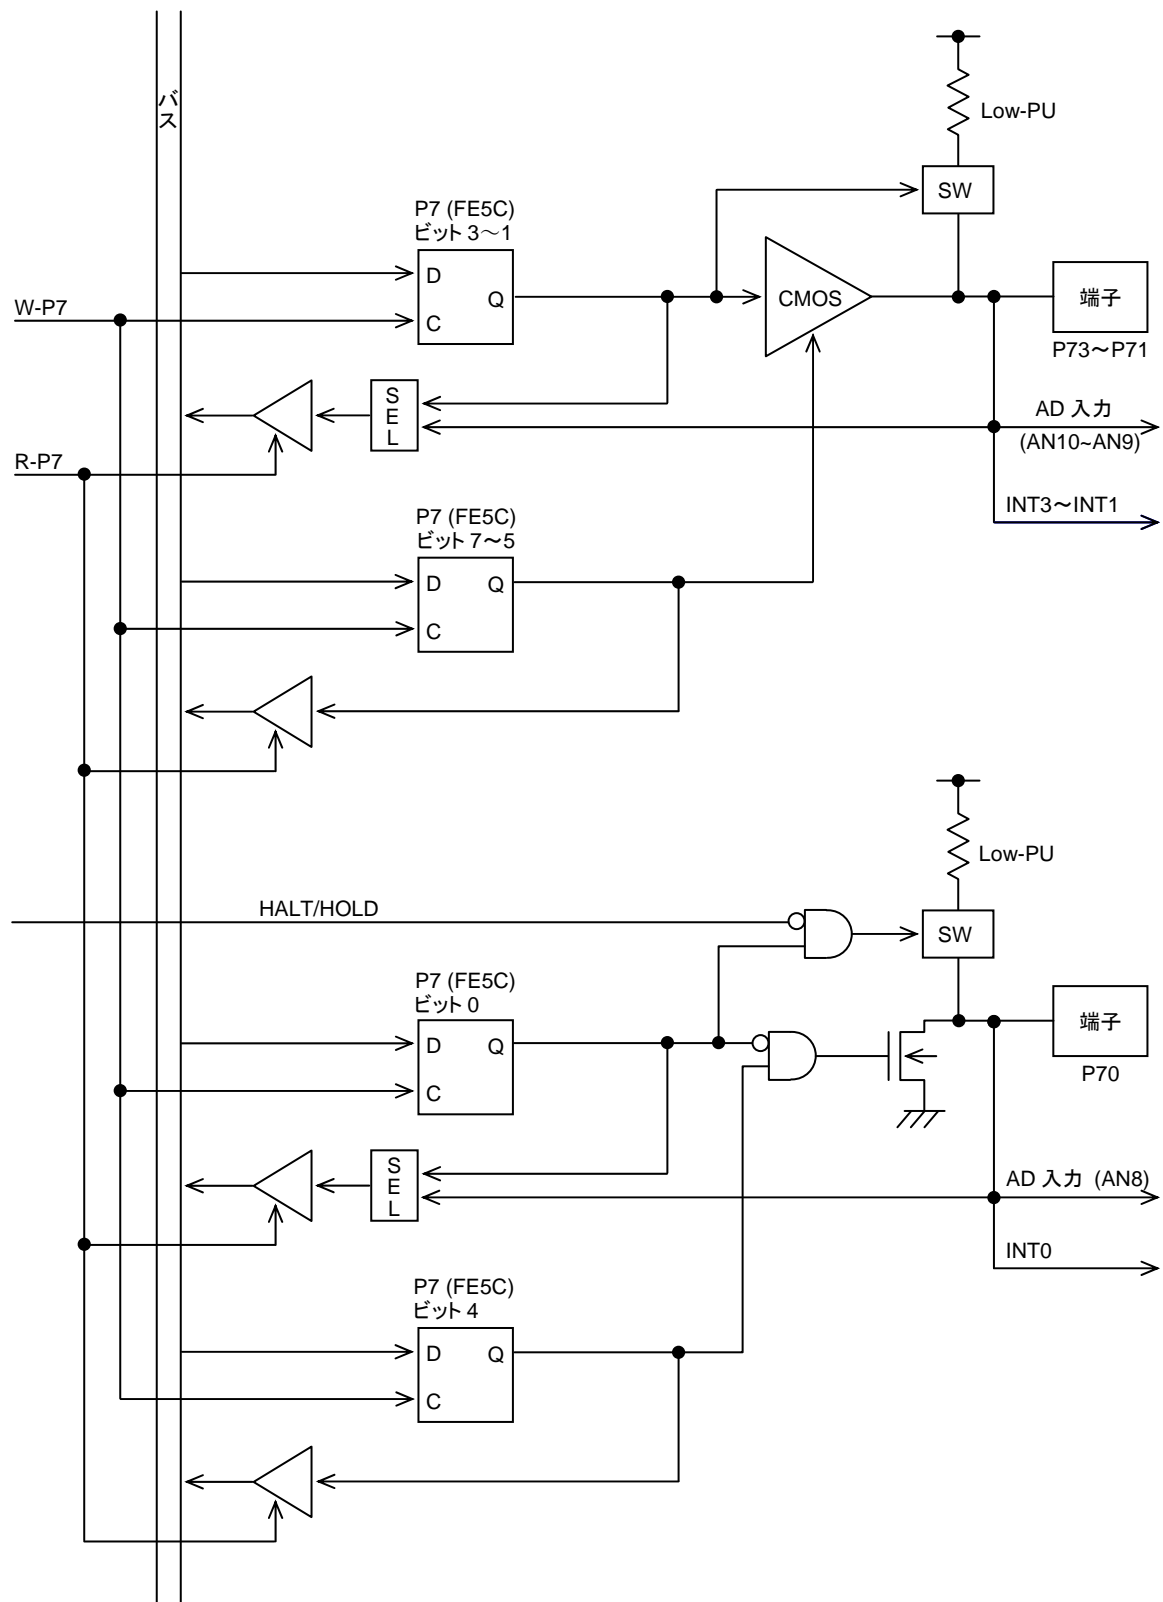 バス
Low-PU
SW
P7 (FE5C)
ビット 3～1
D
Q
C
CMOS
端子
P73～P71
W-P7
SEL
AD 入力
(AN10~AN9)
R-P7
INT3～INT1
P7 (FE5C)
ビット 7～5
D
Q
C
Low-PU
HALT/HOLD
SW
P7 (FE5C)
ビット 0
D
Q
C
端子
P70
SEL
AD 入力 (AN8)
INT0
P7 (FE5C)
ビット 4
D
Q
C